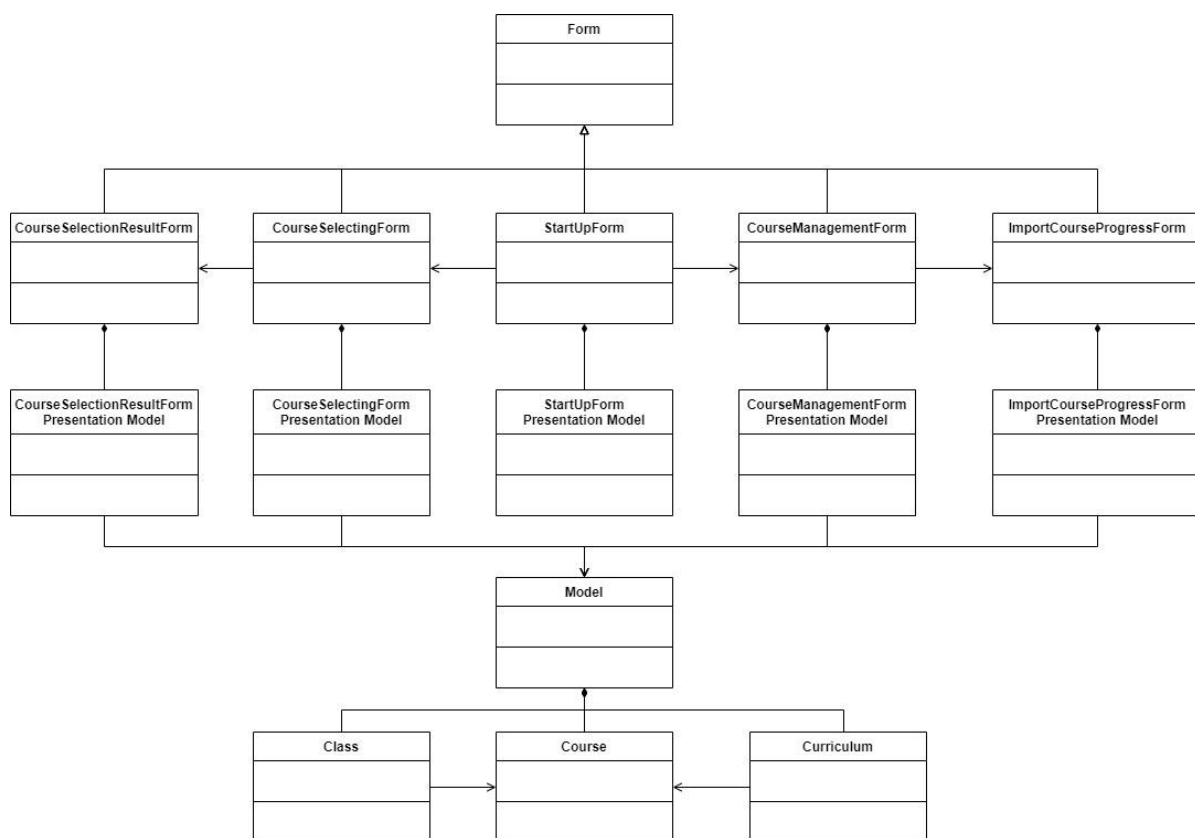 Form
CourseSelectionResultForm
CourseSelectingForm
StartUpForm
CourseManagementForm
ImportCourseProgressForm
CourseSelectionResultForm
Presentation Model
CourseSelectingForm
Presentation Model
StartUpForm
Presentation Model
CourseManagementForm
Presentation Model
ImportCourseProgressForm
Presentation Model
Model
Class
Course
Curriculum